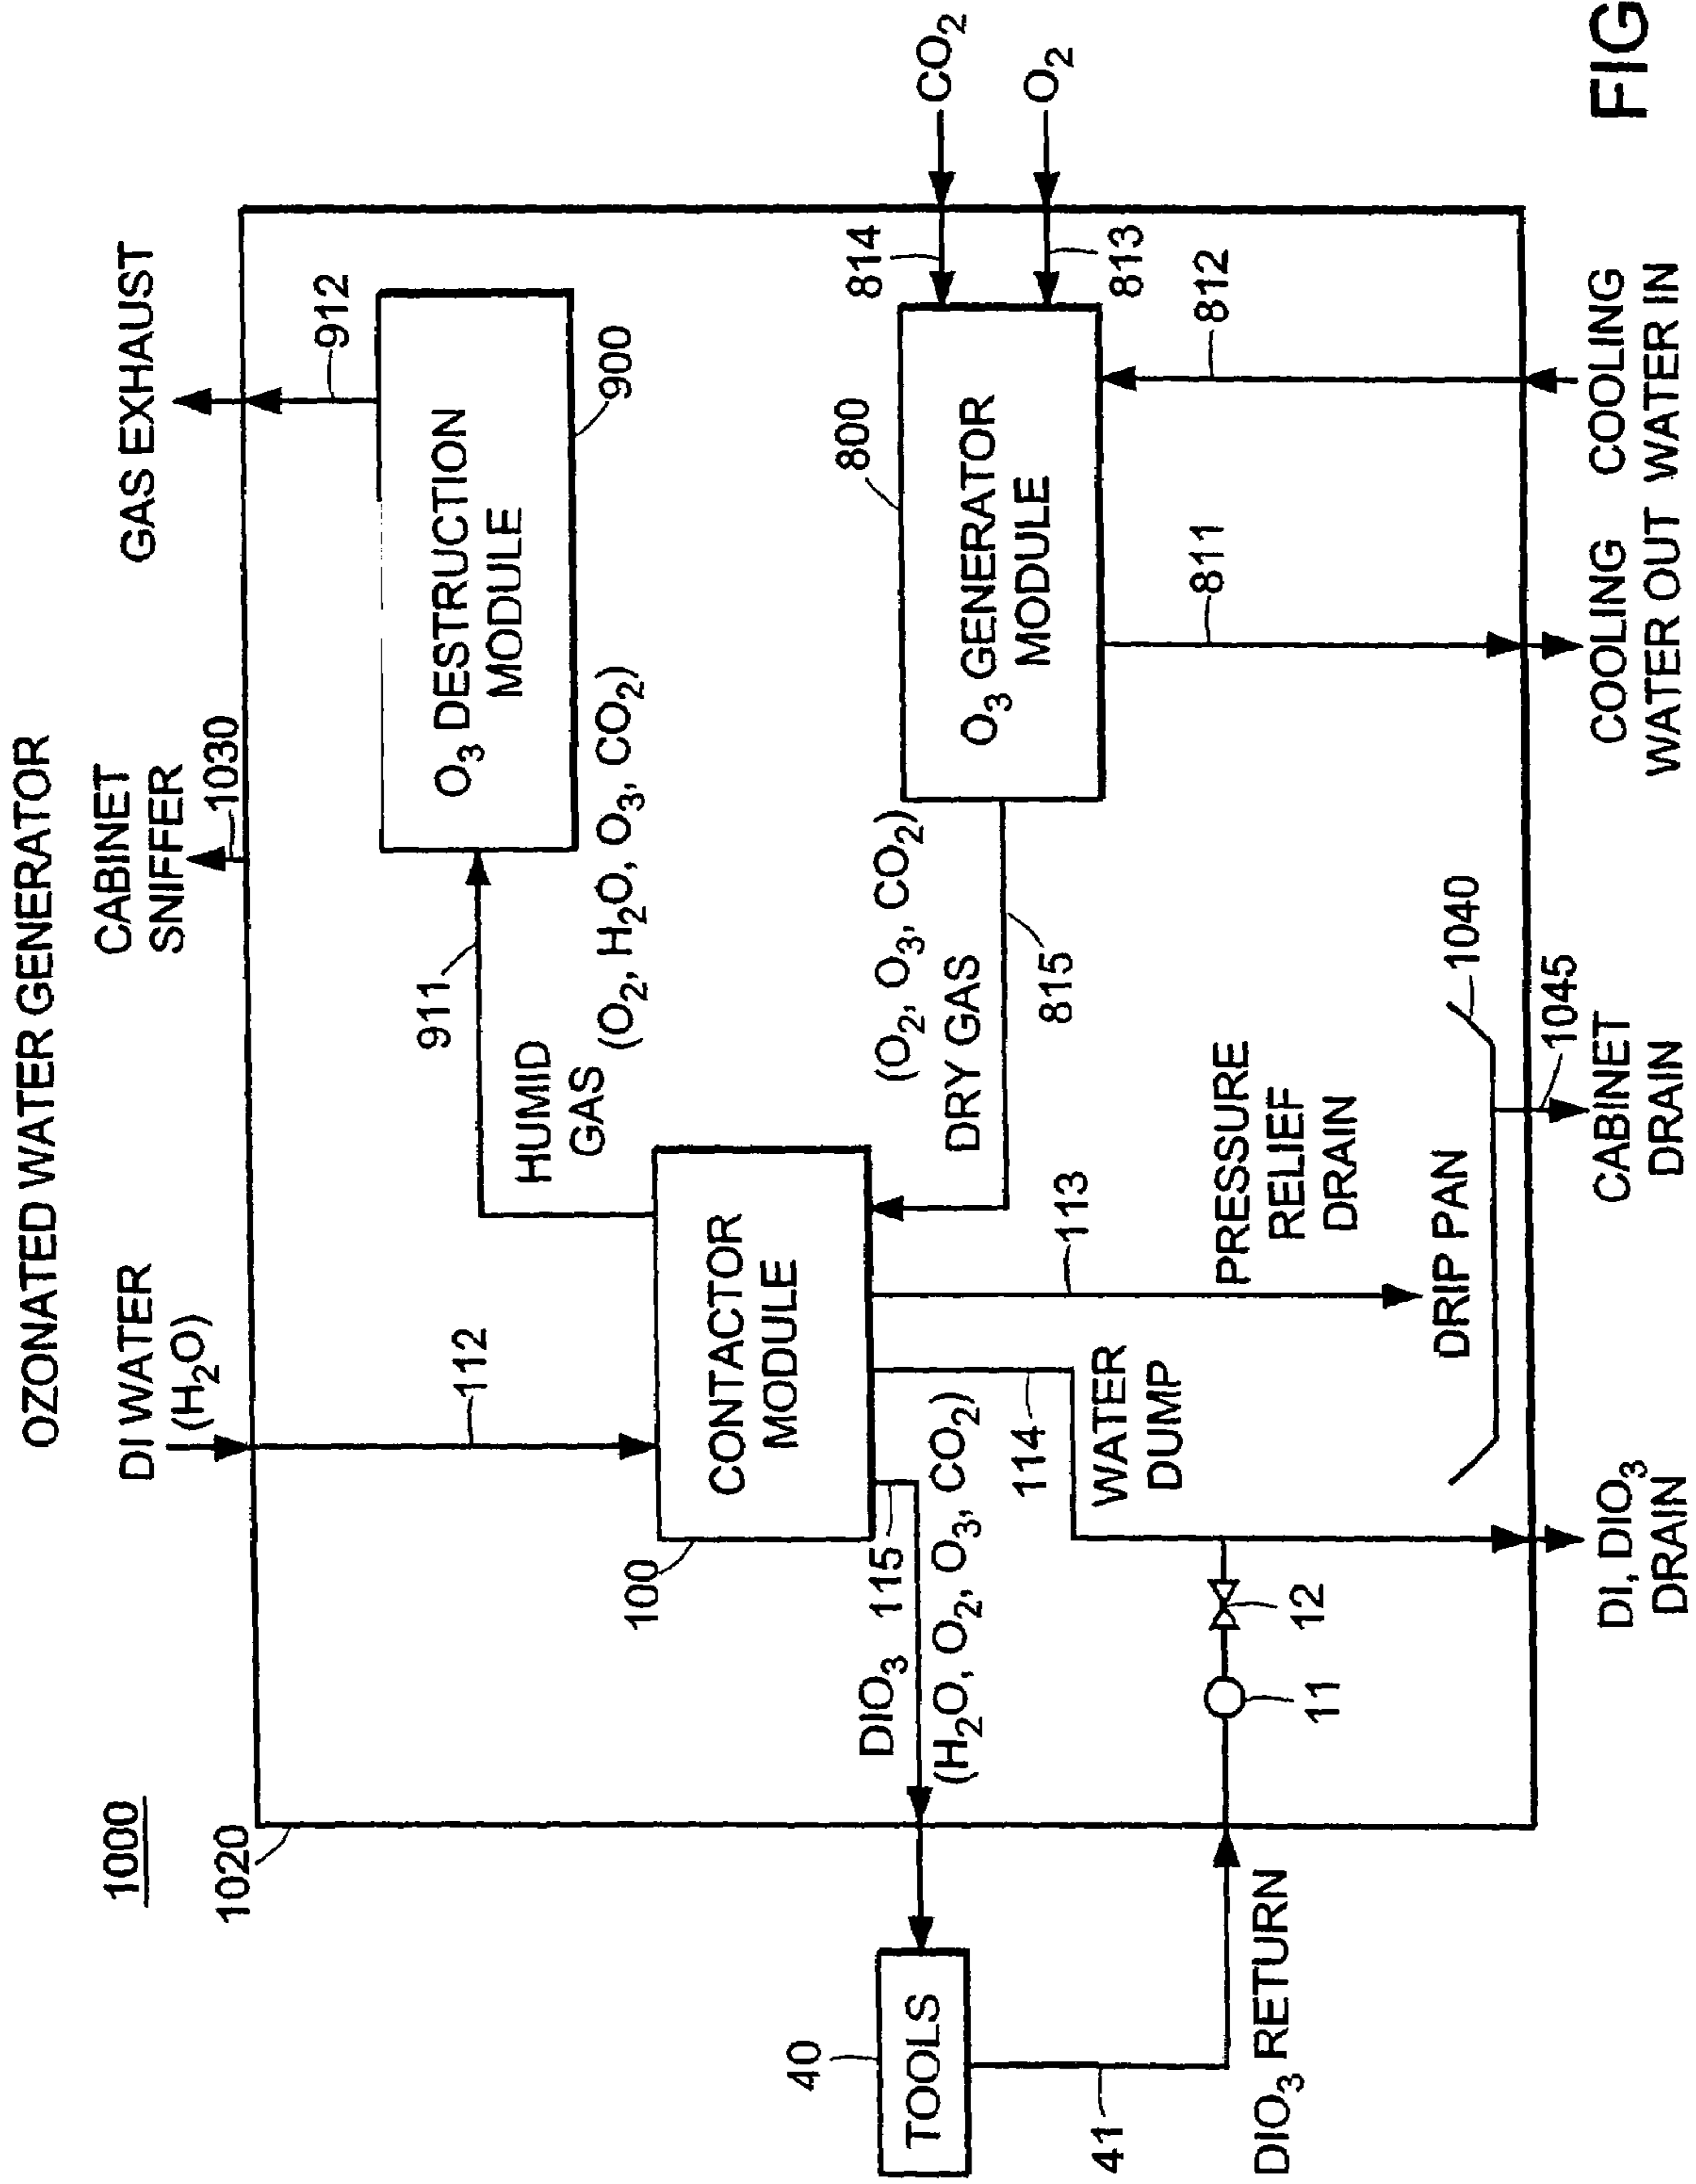 OZONATED WATER GENERATOR
1000
DI WATER
(H2O)
CABINET
SNIFFER
GAS EXHAUST
1020
1030
912
112
911
O3 DESTRUCTION
MODULE
900
HUMID
GAS
(O2, H2O, O3, CO2)
CONTACTOR
MODULE
100
800
O3 GENERATOR
MODULE
814
CO2
813
O2
(O2, O3, CO2)
DRY GAS
815
40
TOOLS
DIO3
115
(H2O, O2, O3, CO2)
114
WATER
DUMP
113
PRESSURE
RELIEF
DRAIN
811
812
41
DIO3 RETURN
11
12
DRIP PAN
1040
1045
DI, DIO3
DRAIN
CABINET
DRAIN
COOLING
WATER OUT
COOLING
WATER IN
FIG